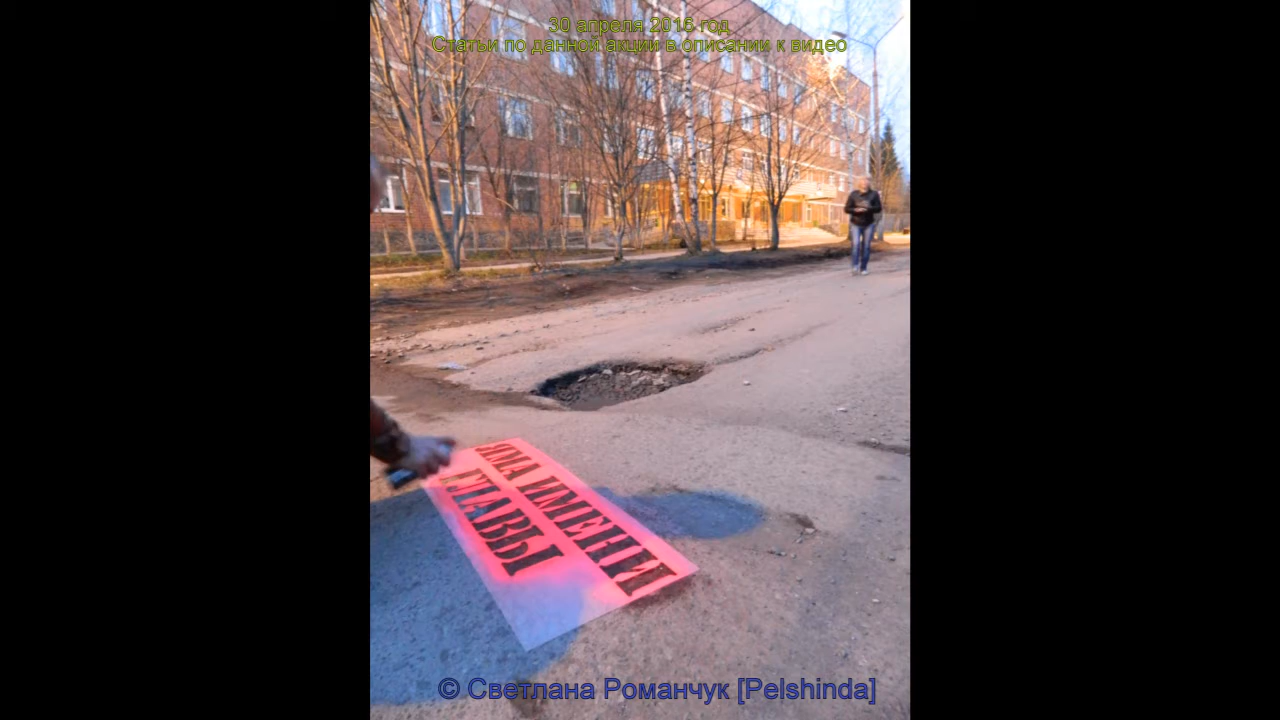 30 апреля 2016 год
Статьи по данной акции в описании к видео
ЯМА ИМЕНИ
ГЛАВЫ
© Светлана Романчук [Pelshinda]